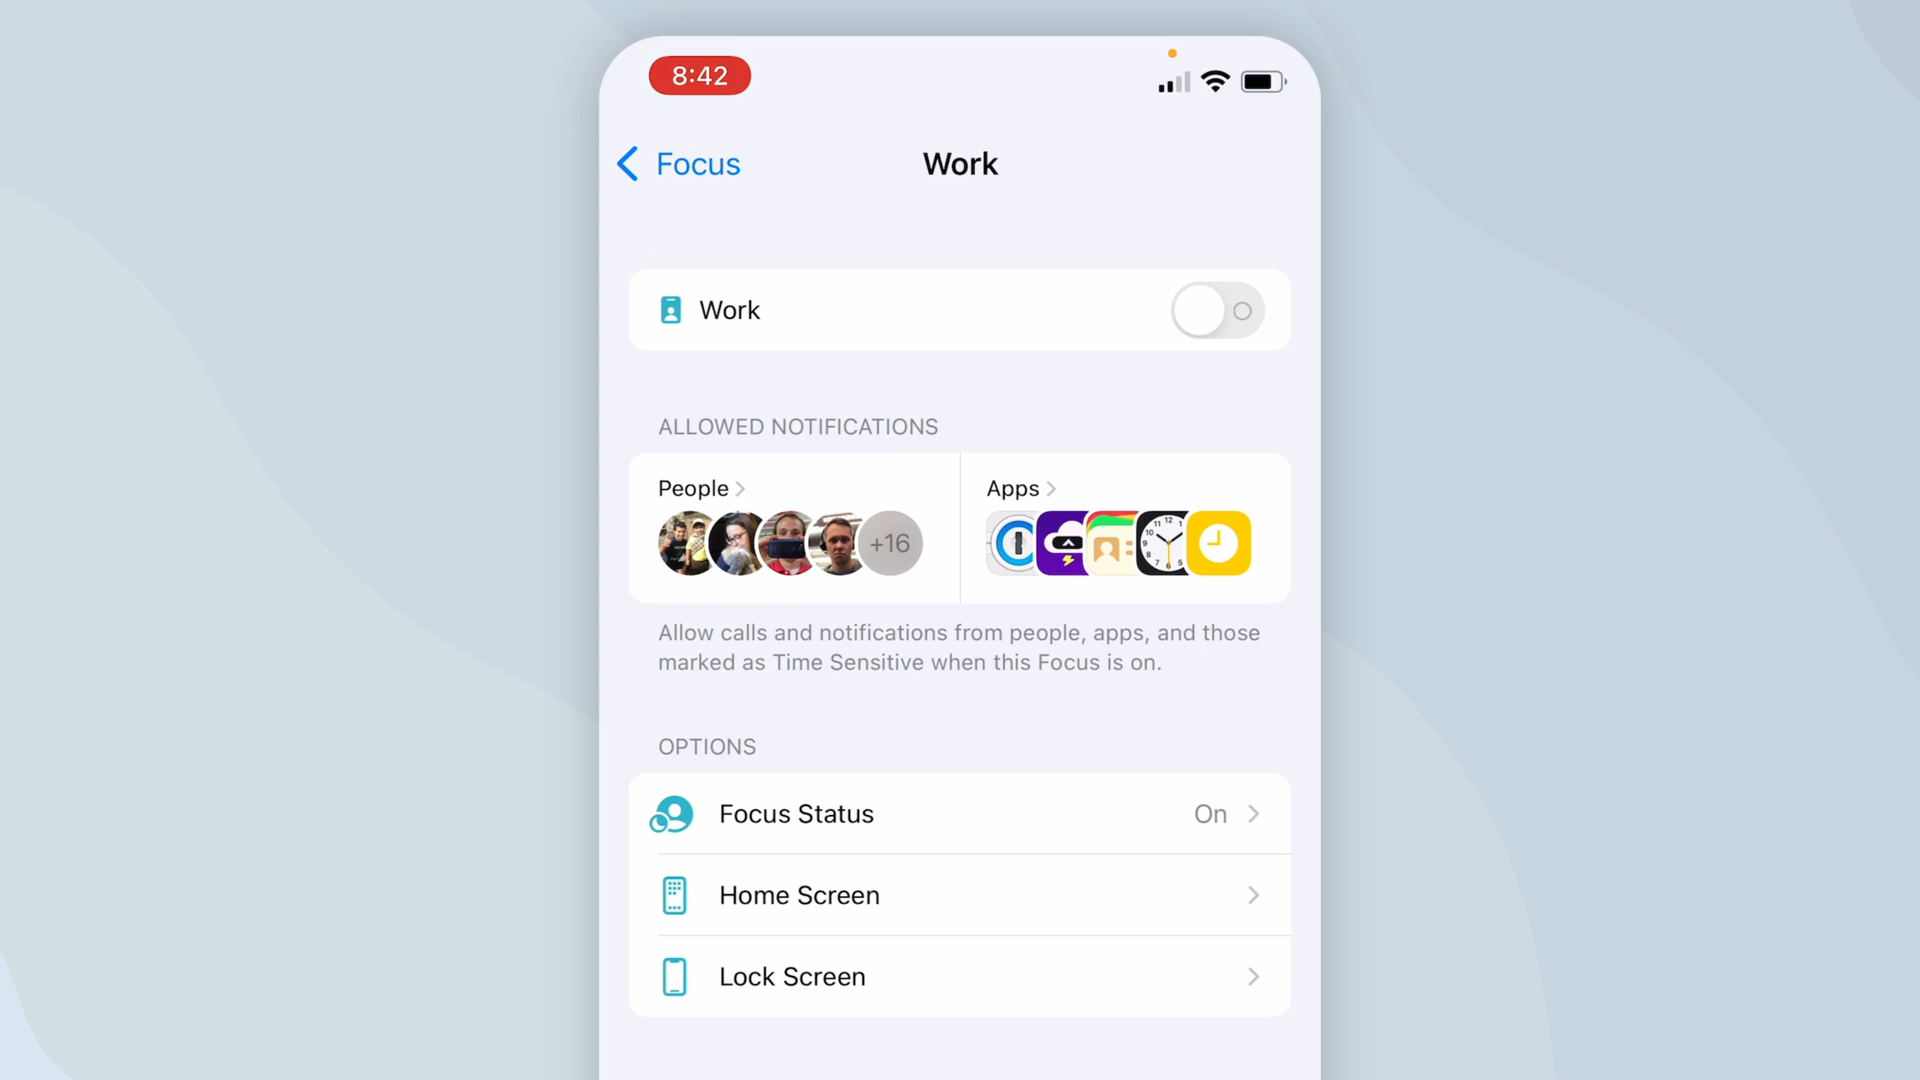 8:42
Focus
Work
Work
ALLOWED NOTIFICATIONS
People
Apps
+16
Allow calls and notifications from people, apps, and those
marked as Time Sensitive when this Focus is on.
OPTIONS
Focus Status
On
Home Screen
Lock Screen